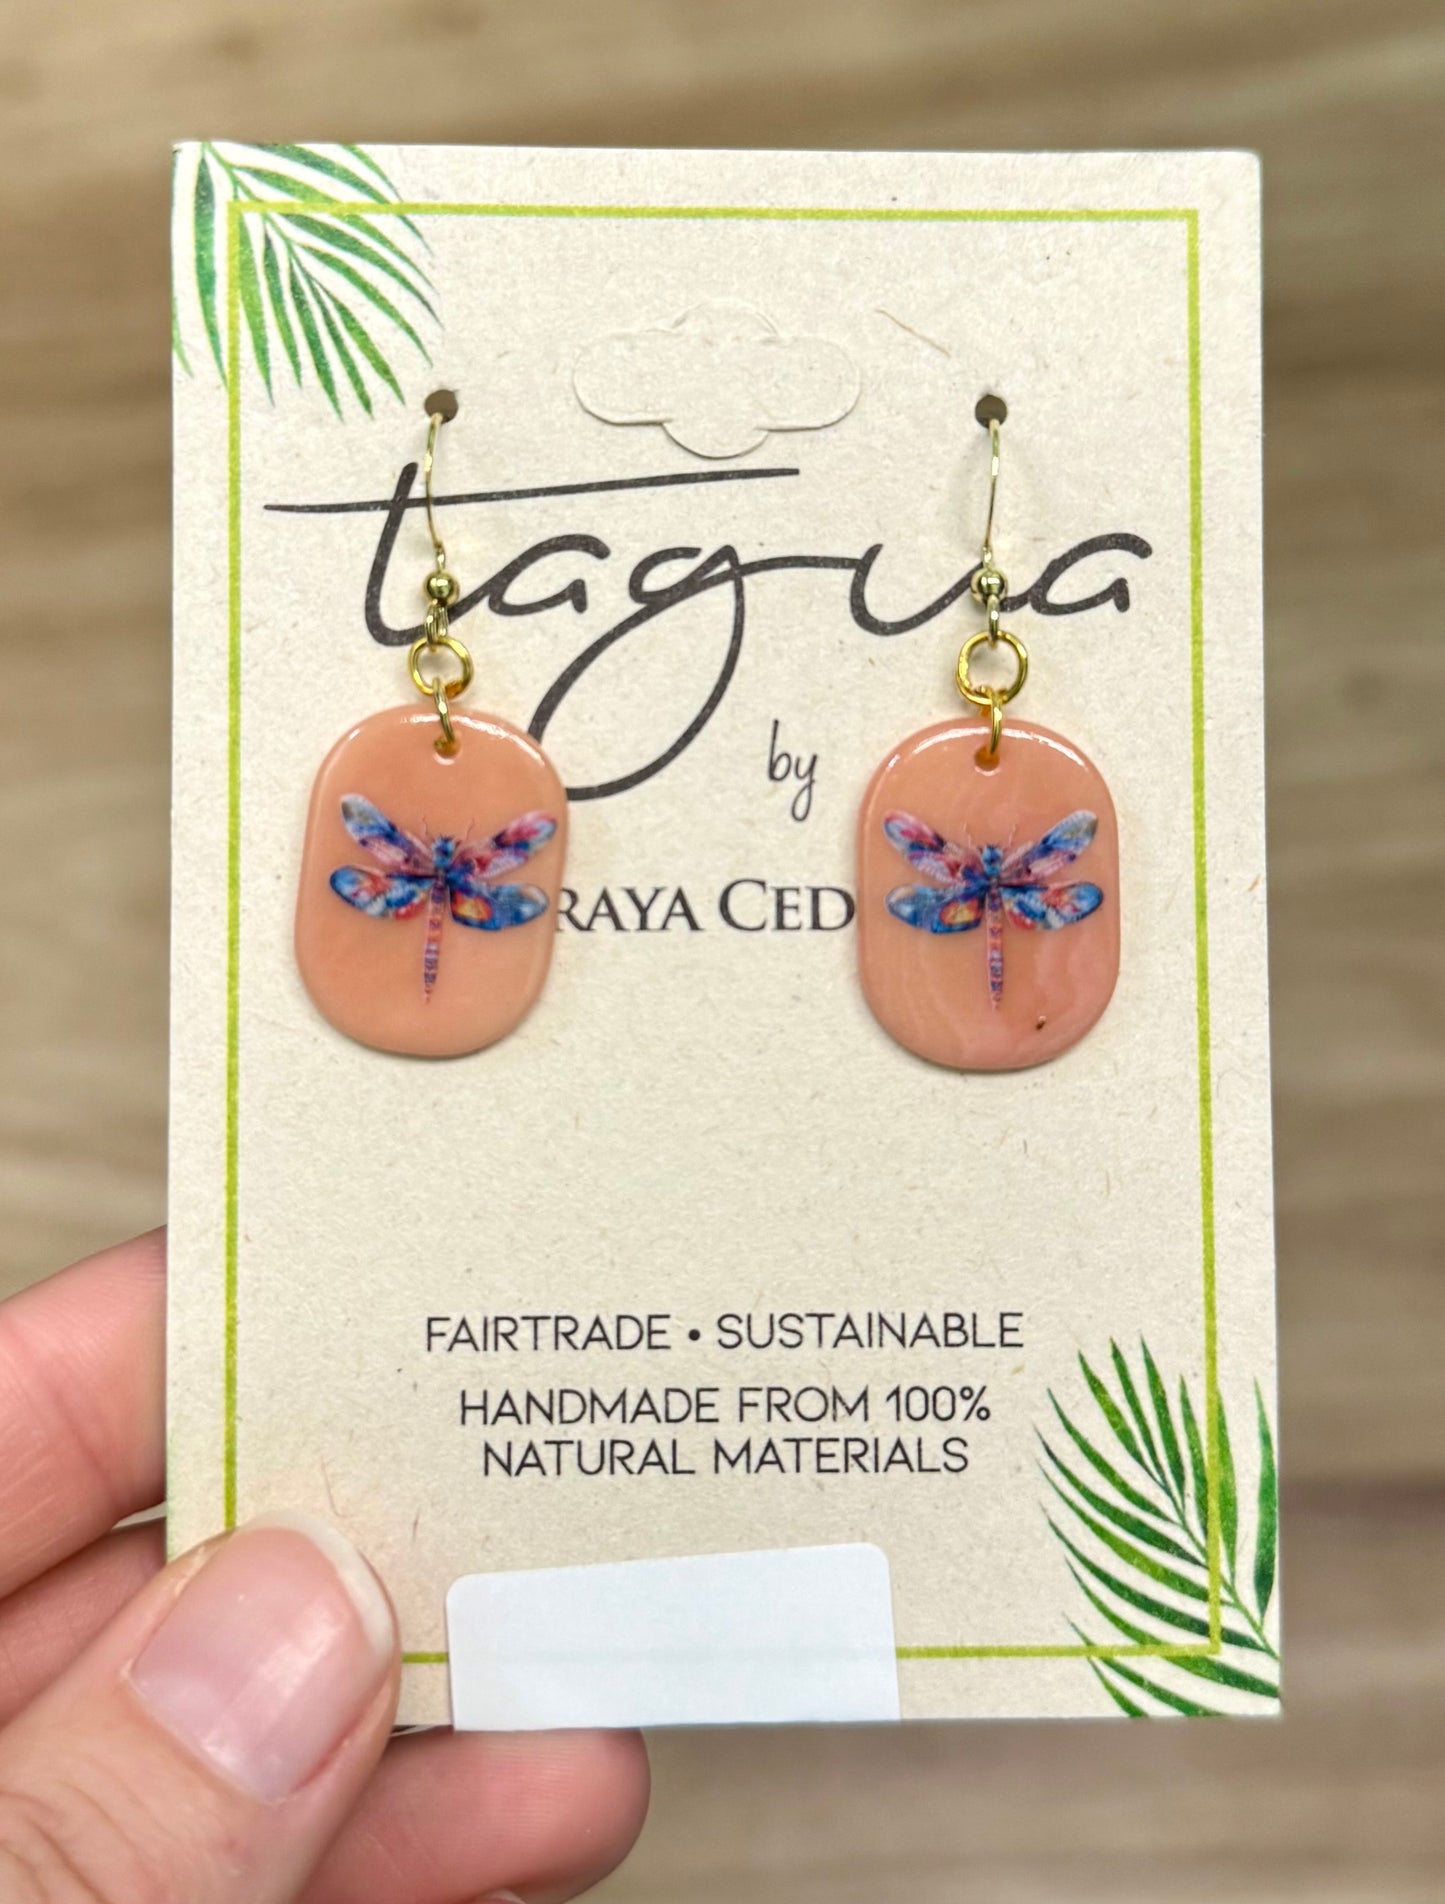 tagua
by
RAYA CED
FAIRTRADE • SUSTAINABLE
HANDMADE FROM 100%
NATURAL MATERIALS